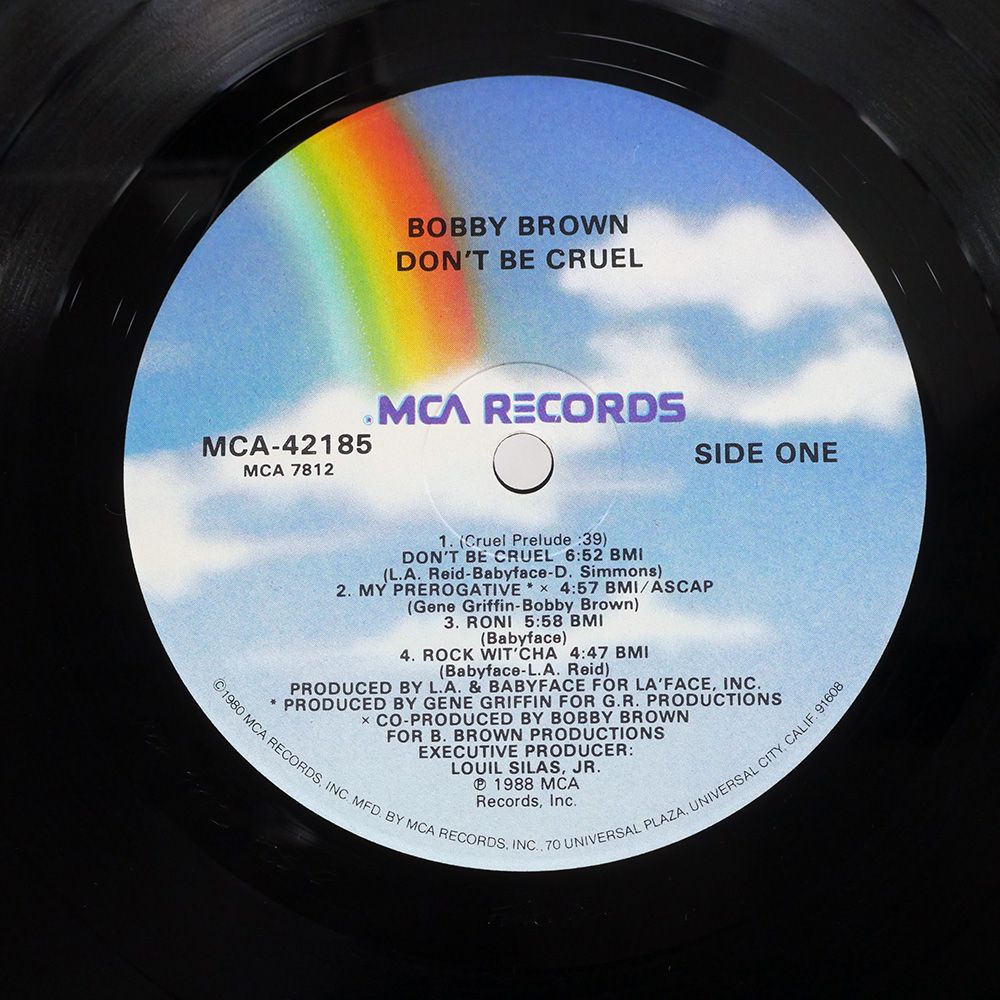 BOBBY BROWN
DON'T BE CRUEL
MCA RECORDS
MCA-42185
MCA 7812
SIDE ONE
1. (Cruel Prelude :39)
DON'T BE CRUEL 6:52 BMI
(L.A. Reid-Babyface-D. Simmons)
2. MY PREROGATIVE * × 4:57 BMI/ASCAP
(Gene Griffin-Bobby Brown)
3. RONI 5:58 BMI
(Babyface)
4. ROCK WIT'CHA 4:47 BMI
(Babyface-L.A. Reid)
PRODUCED BY L.A. & BABYFACE FOR LA'FACE, INC.
* PRODUCED BY GENE GRIFFIN FOR G.R. PRODUCTIONS
× CO-PRODUCED BY BOBBY BROWN
FOR B. BROWN PRODUCTIONS
EXECUTIVE PRODUCER:
LOUIL SILAS, JR.
℗ 1988 MCA
Records, Inc.
©1980 MCA RECORDS, INC. MFD. BY MCA RECORDS, INC., 70 UNIVERSAL PLAZA, UNIVERSAL CITY, CALIF. 91608